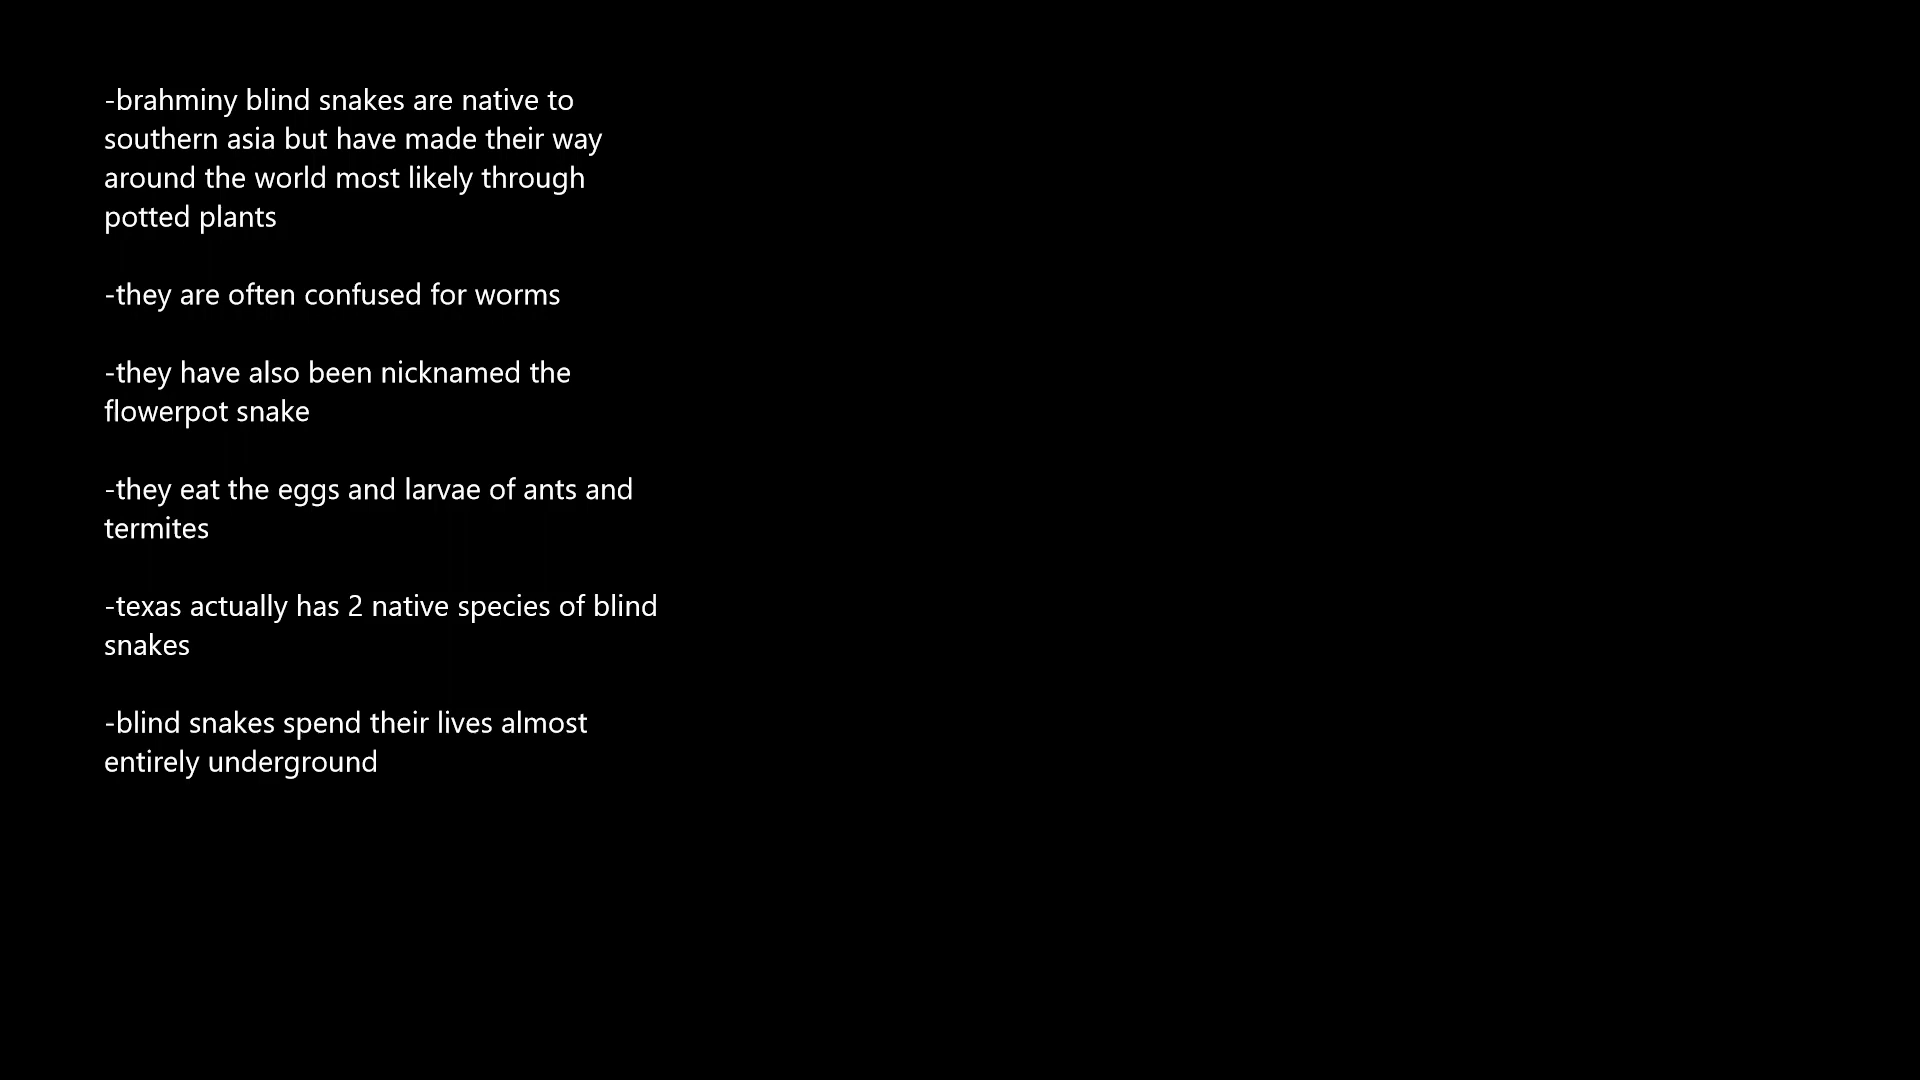 -brahminy blind snakes are native to
southern asia but have made their way
around the world most likely through
potted plants
-they are often confused for worms
-they have also been nicknamed the
flowerpot snake
-they eat the eggs and larvae of ants and
termites
-texas actually has 2 native species of blind
snakes
-blind snakes spend their lives almost
entirely underground